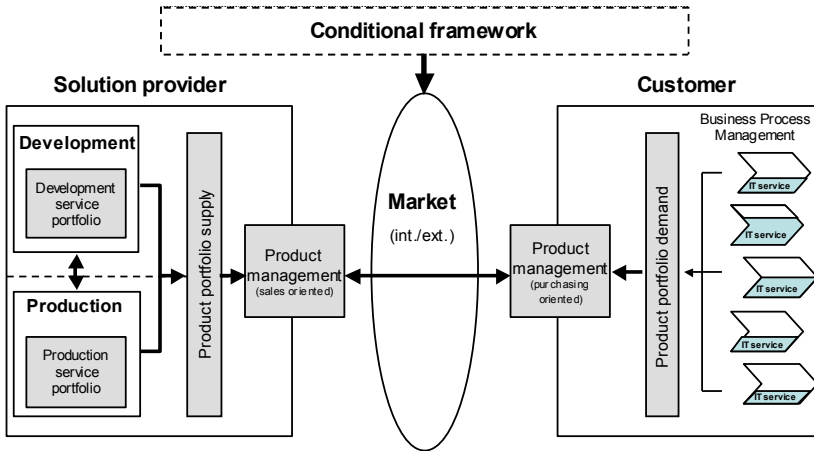 Conditional framework
Solution provider
Customer
Development
Development
service
portfolio
Production
Production
service
portfolio
Product portfolio supply
Product
management
(sales oriented)
Market
(int./ext.)
Product
management
(purchasing
oriented)
Product portfolio demand
Business Process
Management
IT service
IT service
IT service
IT service
IT service